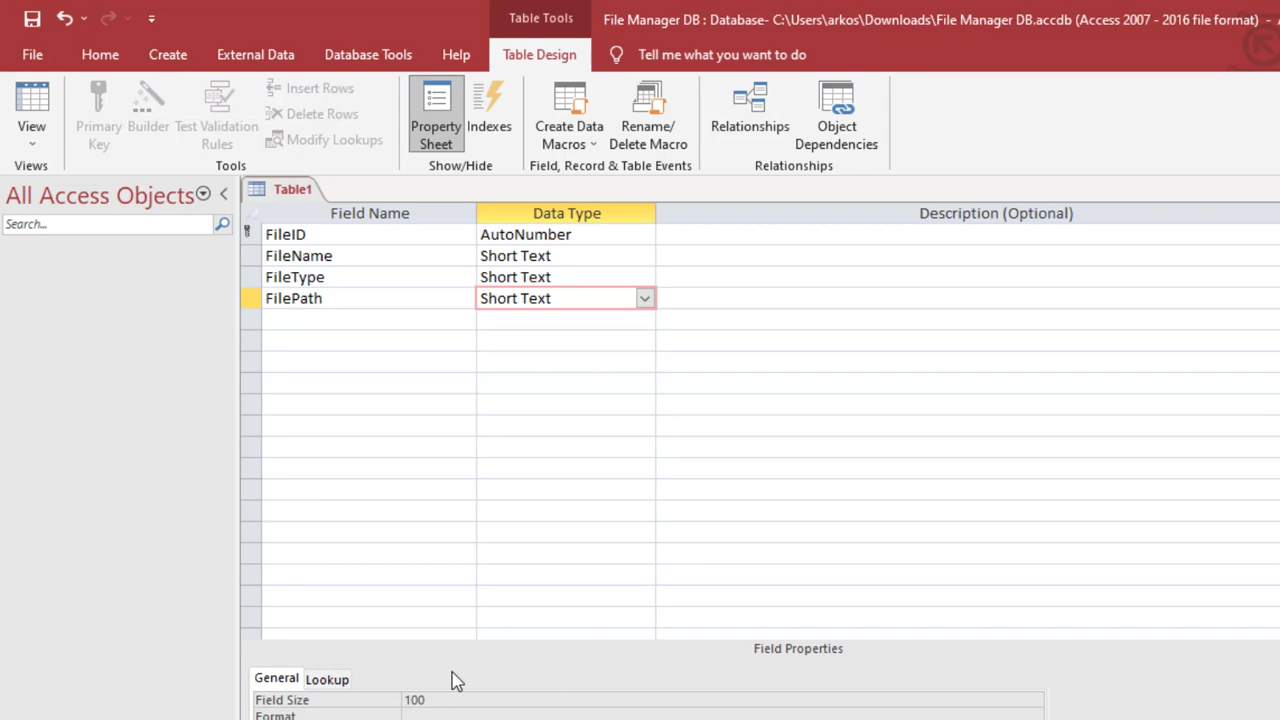 Table Tools
File Manager DB : Database- C:\Users\arkos\Downloads\File Manager DB.accdb (Access 2007 - 2016 file format) -
File Home Create External Data Database Tools Help Table Design Tell me what you want to do
View
Primary Key
Builder
Test Validation Rules
Insert Rows
Delete Rows
Modify Lookups
Property Sheet
Indexes
Create Data Macros
Rename/ Delete Macro
Relationships
Object Dependencies
Views Tools Show/Hide Field, Record & Table Events Relationships
All Access Objects
Search...
Table1
Field Name Data Type Description (Optional)
FileID AutoNumber
FileName Short Text
FileType Short Text
FilePath Short Text
Field Properties
General Lookup
Field Size 100
Format